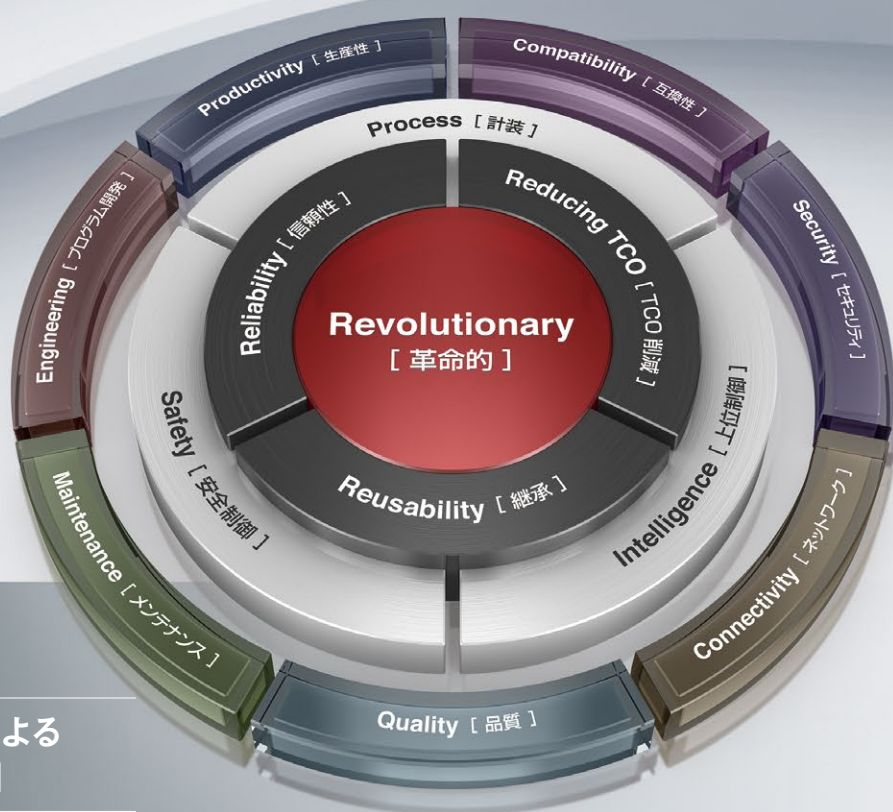 Productivity [ 生産性 ]
Compatibility [ 互換性 ]
Process [ 計装 ]
Engineering [ プログラム開発 ]
Reliability [ 信頼性 ]
Reducing TCO [ TCO 削減 ]
Security [ セキュリティ ]
Revolutionary
[ 革命的 ]
Safety [ 安全制御 ]
Reusability [ 継承 ]
Intelligence [ 上位制御 ]
Maintenance [ メンテナンス ]
Connectivity [ ネットワーク ]
Quality [ 品質 ]
よる